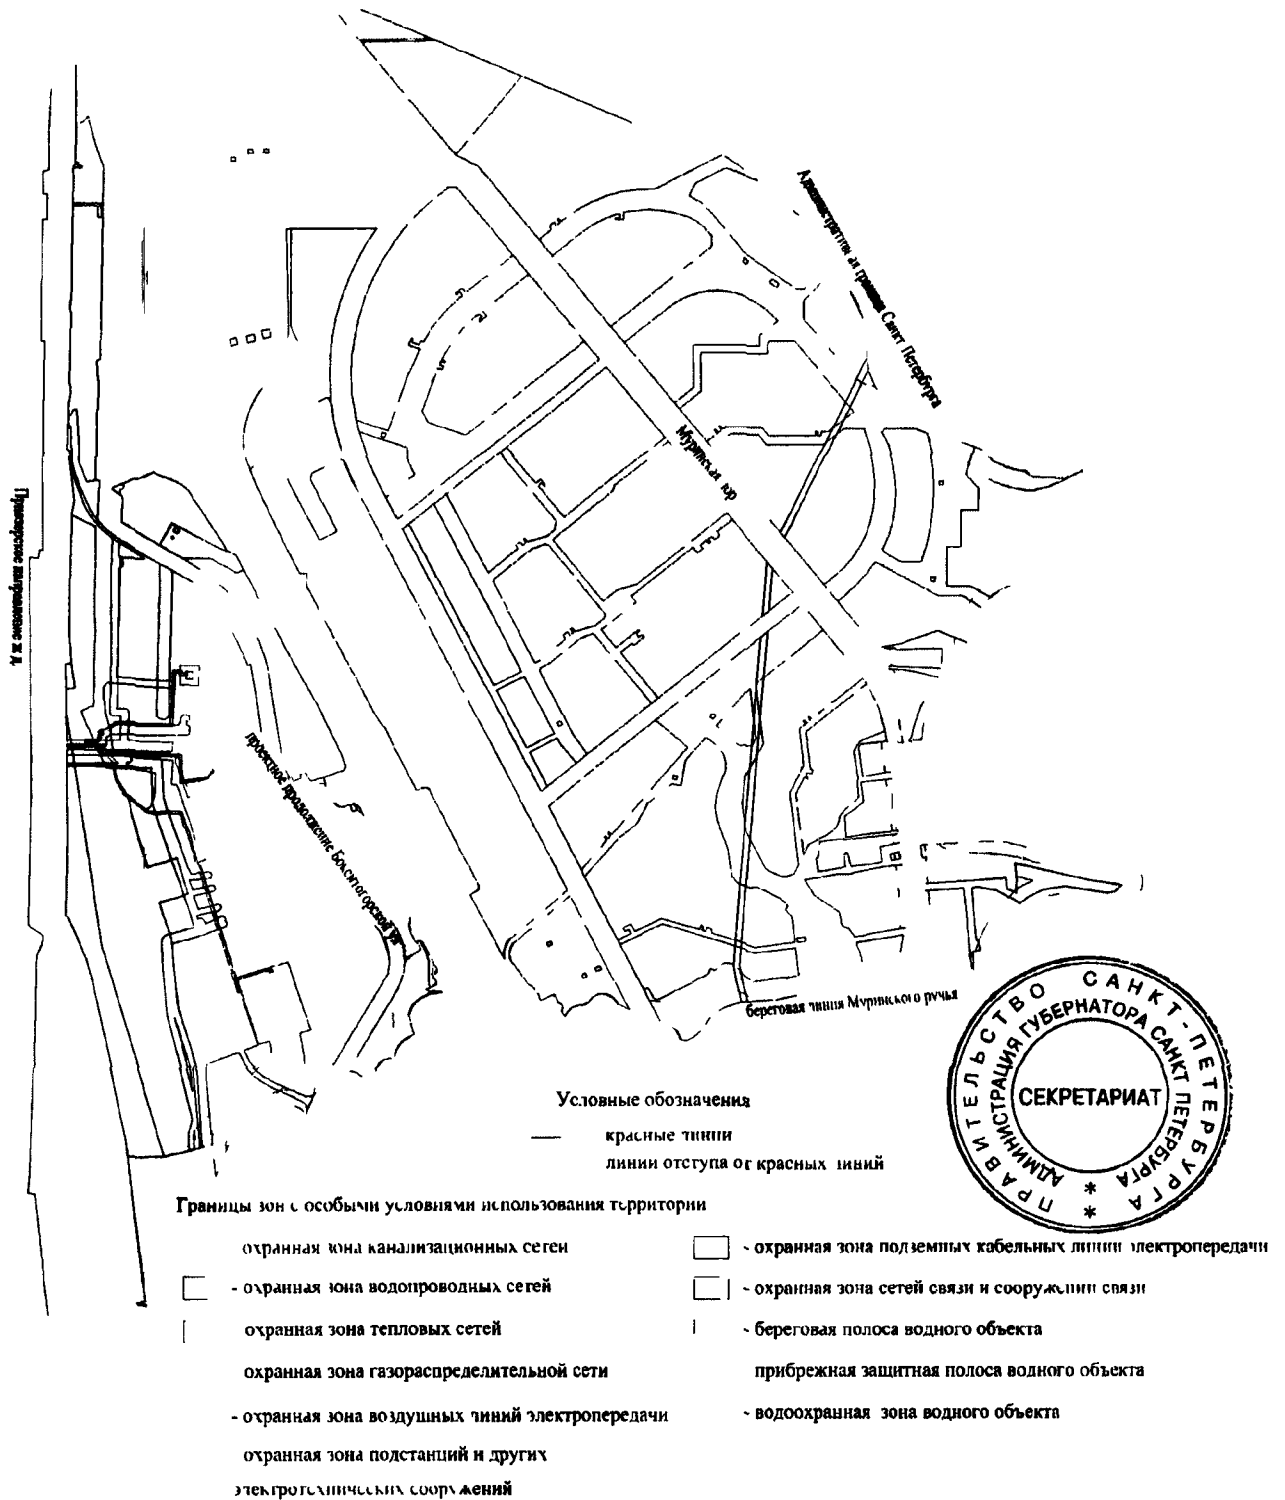 Административная граница Санкт Петербурга
Муринская дор
Приозерское направление ж д
проектное продолжение Бокситогорской ул
береговая линия Муринского ручья
ПРАВИТЕЛЬСТВО САНКТ-ПЕТЕРБУРГА
АДМИНИСТРАЦИЯ ГУБЕРНАТОРА САНКТ ПЕТЕРБУРГА
СЕКРЕТАРИАТ
* *
Условные обозначения
красные линии
линии отступа от красных линий
Границы зон с особыми условиями использования территории
охранная зона канализационных сетей
- охранная зона водопроводных сетей
охранная зона тепловых сетей
охранная зона газораспределительной сети
- охранная зона воздушных линий электропередачи
охранная зона подстанций и других
электротехнических сооружений
- охранная зона подземных кабельных линий электропередачи
- охранная зона сетей связи и сооружений связи
- береговая полоса водного объекта
прибрежная защитная полоса водного объекта
- водоохранная зона водного объекта